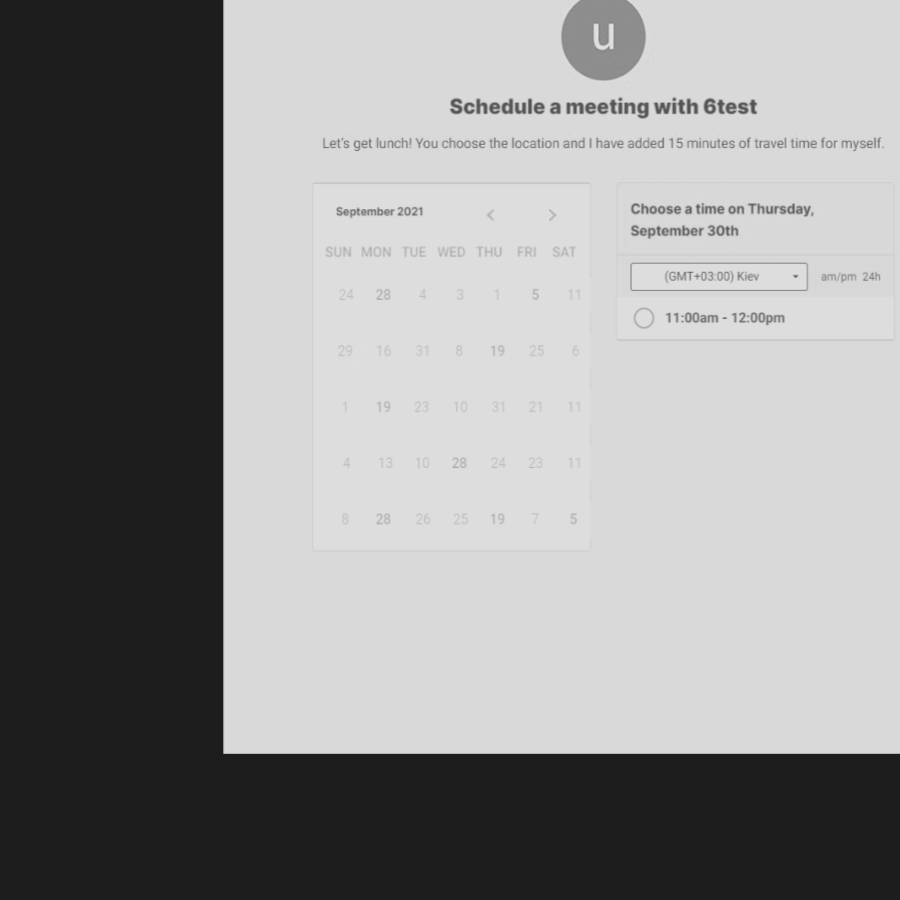 u
Schedule a meeting with 6test
Let's get lunch! You choose the location and I have added 15 minutes of travel time for myself.
September 2021
SUN MON TUE WED THU FRI SAT
24 28 4 3 1 5 11
29 16 31 8 19 25 6
1 19 23 10 31 21 11
4 13 10 28 24 23 11
8 28 26 25 19 7 5
Choose a time on Thursday,
September 30th
(GMT+03:00) Kiev am/pm 24h
11:00am - 12:00pm